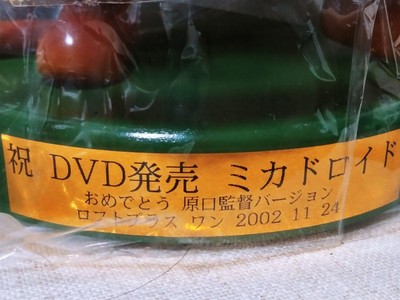 祝 DVD発売 ミカドロイド
おめでとう 原口監督バージョン
ロフトプラス ワン 2002 11 24